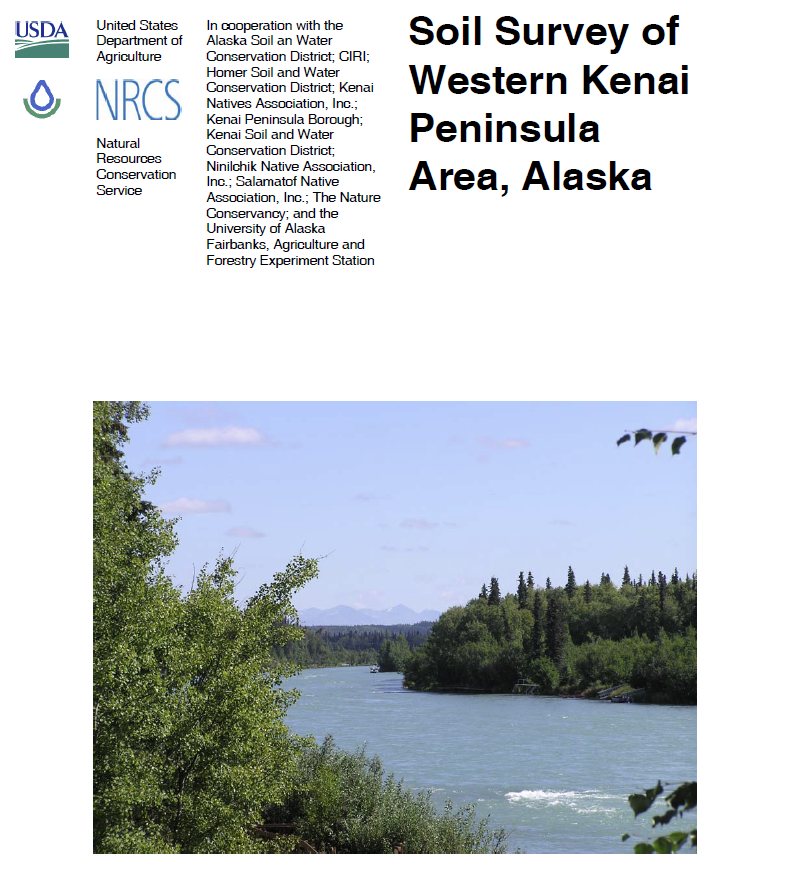 USDA
United States
Department of
Agriculture
NRCS
Natural
Resources
Conservation
Service
In cooperation with the
Alaska Soil an Water
Conservation District; CIRI;
Homer Soil and Water
Conservation District; Kenai
Natives Association, Inc.;
Kenai Peninsula Borough;
Kenai Soil and Water
Conservation District;
Ninilchik Native Association,
Inc.; Salamatof Native
Association, Inc.; The Nature
Conservancy; and the
University of Alaska
Fairbanks, Agriculture and
Forestry Experiment Station
Soil Survey of
Western Kenai
Peninsula
Area, Alaska